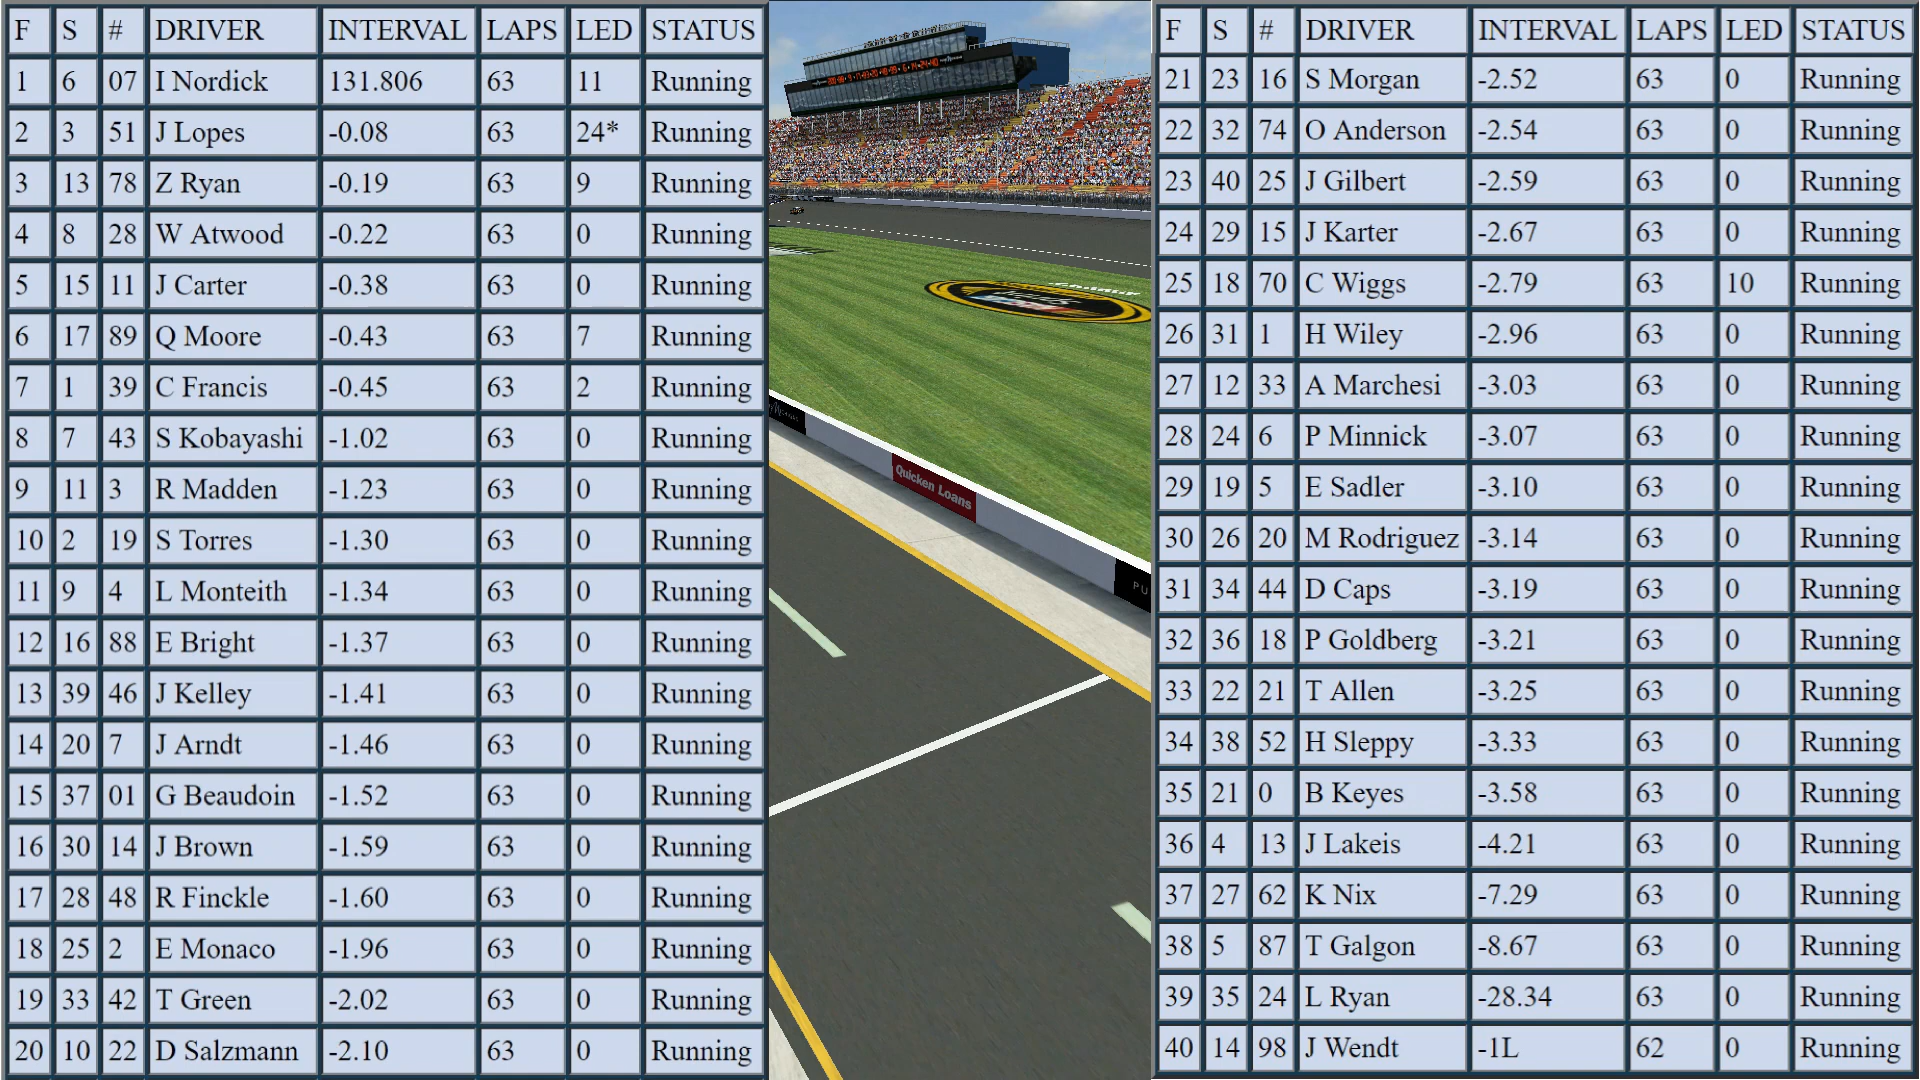 F S # DRIVER INTERVAL LAPS LED STATUS
1 6 07 I Nordick 131.806 63 11 Running
2 3 51 J Lopes -0.08 63 24* Running
3 13 78 Z Ryan -0.19 63 9 Running
4 8 28 W Atwood -0.22 63 0 Running
5 15 11 J Carter -0.38 63 0 Running
6 17 89 Q Moore -0.43 63 7 Running
7 1 39 C Francis -0.45 63 2 Running
8 7 43 S Kobayashi -1.02 63 0 Running
9 11 3 R Madden -1.23 63 0 Running
10 2 19 S Torres -1.30 63 0 Running
11 9 4 L Monteith -1.34 63 0 Running
12 16 88 E Bright -1.37 63 0 Running
13 39 46 J Kelley -1.41 63 0 Running
14 20 7 J Arndt -1.46 63 0 Running
15 37 01 G Beaudoin -1.52 63 0 Running
16 30 14 J Brown -1.59 63 0 Running
17 28 48 R Finckle -1.60 63 0 Running
18 25 2 E Monaco -1.96 63 0 Running
19 33 42 T Green -2.02 63 0 Running
20 10 22 D Salzmann -2.10 63 0 Running
Quicken Loans
PU
F S # DRIVER INTERVAL LAPS LED STATUS
21 23 16 S Morgan -2.52 63 0 Running
22 32 74 O Anderson -2.54 63 0 Running
23 40 25 J Gilbert -2.59 63 0 Running
24 29 15 J Karter -2.67 63 0 Running
25 18 70 C Wiggs -2.79 63 10 Running
26 31 1 H Wiley -2.96 63 0 Running
27 12 33 A Marchesi -3.03 63 0 Running
28 24 6 P Minnick -3.07 63 0 Running
29 19 5 E Sadler -3.10 63 0 Running
30 26 20 M Rodriguez -3.14 63 0 Running
31 34 44 D Caps -3.19 63 0 Running
32 36 18 P Goldberg -3.21 63 0 Running
33 22 21 T Allen -3.25 63 0 Running
34 38 52 H Sleppy -3.33 63 0 Running
35 21 0 B Keyes -3.58 63 0 Running
36 4 13 J Lakeis -4.21 63 0 Running
37 27 62 K Nix -7.29 63 0 Running
38 5 87 T Galgon -8.67 63 0 Running
39 35 24 L Ryan -28.34 63 0 Running
40 14 98 J Wendt -1L 62 0 Running